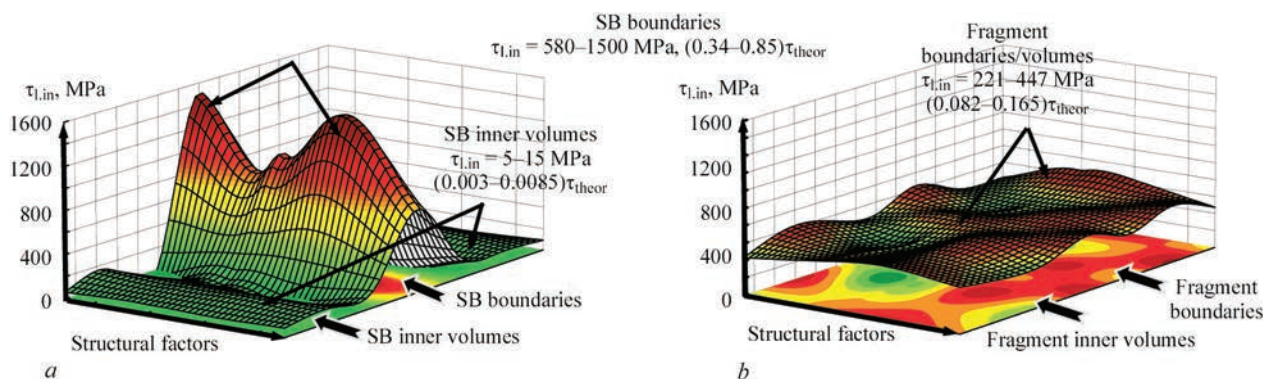 SB boundaries
τl.in = 580–1500 MPa, (0.34–0.85)τtheor
τl.in, MPa
1600
1200
800
400
0
SB inner volumes
τl.in = 5–15 MPa
(0.003–0.0085)τtheor
SB boundaries
SB inner volumes
Structural factors
a
Fragment
boundaries/volumes
τl.in = 221–447 MPa
(0.082–0.165)τtheor
τl.in, MPa
1600
1200
800
400
0
Fragment
boundaries
Fragment inner volumes
Structural factors
b